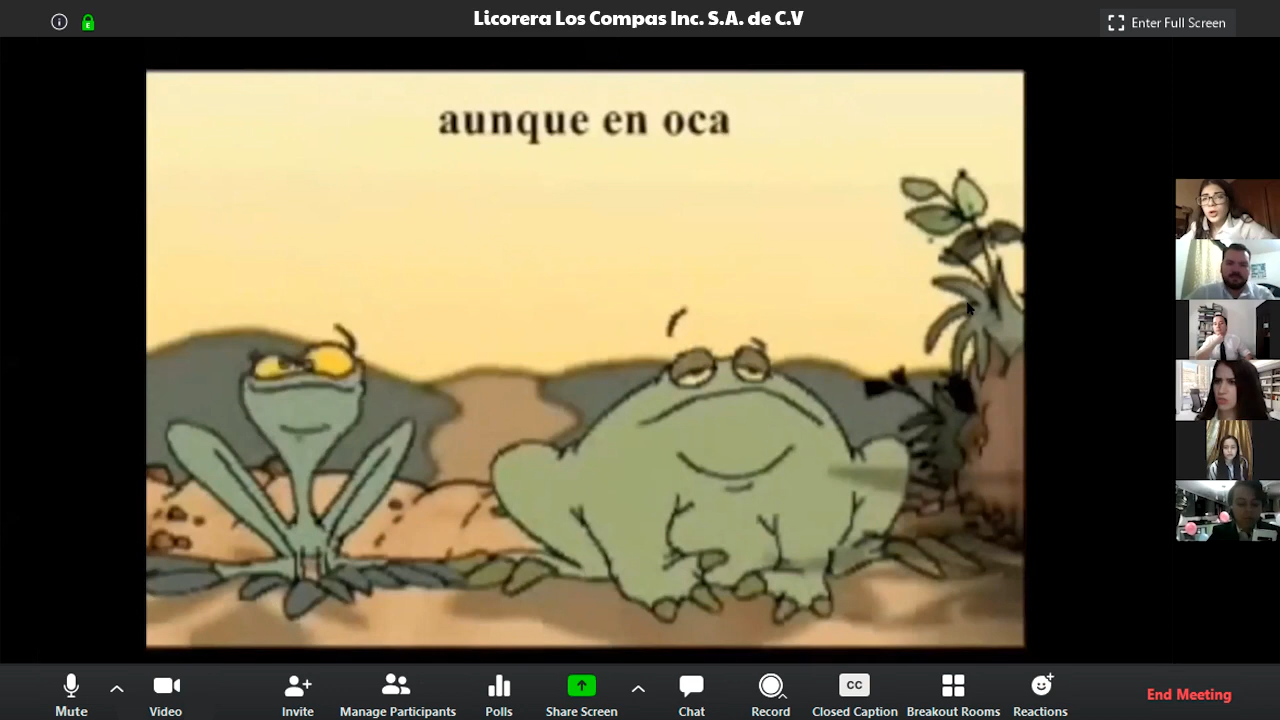 Licorera Los Compas Inc. S.A. de C.V
Enter Full Screen
aunque en oca
Mute
Video
Invite
Manage Participants
Polls
Share Screen
Chat
Record
CC
Closed Caption
Breakout Rooms
Reactions
End Meeting